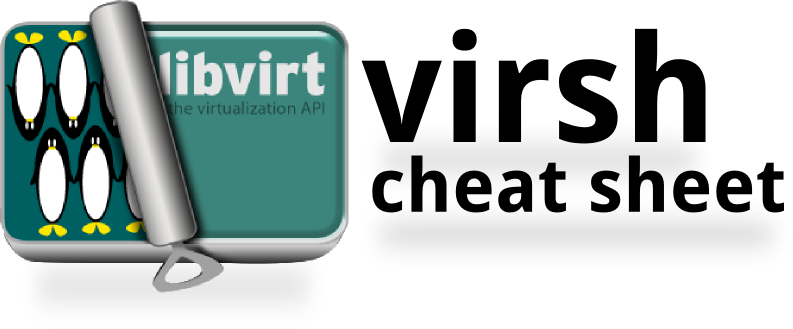 libvirt
the virtualization API
virsh
cheat sheet